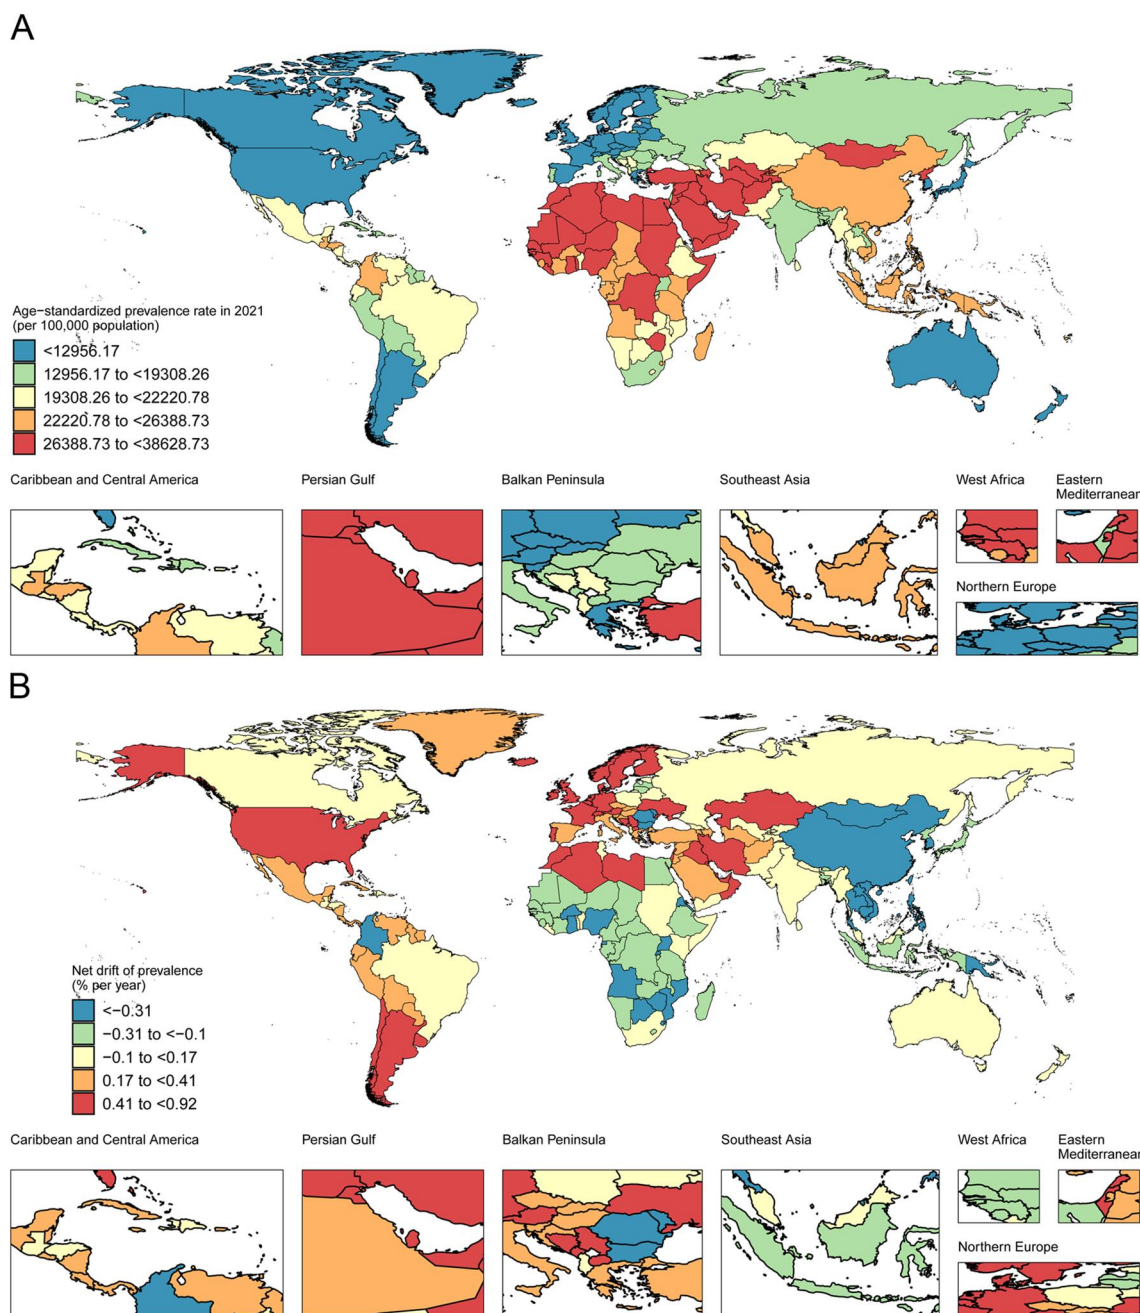 A
Age−standardized prevalence rate in 2021
(per 100,000 population)
<12956.17
12956.17 to <19308.26
19308.26 to <22220.78
22220.78 to <26388.73
26388.73 to <38628.73
Caribbean and Central America
Persian Gulf
Balkan Peninsula
Southeast Asia
West Africa
Eastern
Mediterranean
Northern Europe
B
Net drift of prevalence
(% per year)
<−0.31
−0.31 to <−0.1
−0.1 to <0.17
0.17 to <0.41
0.41 to <0.92
Caribbean and Central America
Persian Gulf
Balkan Peninsula
Southeast Asia
West Africa
Eastern
Mediterranean
Northern Europe